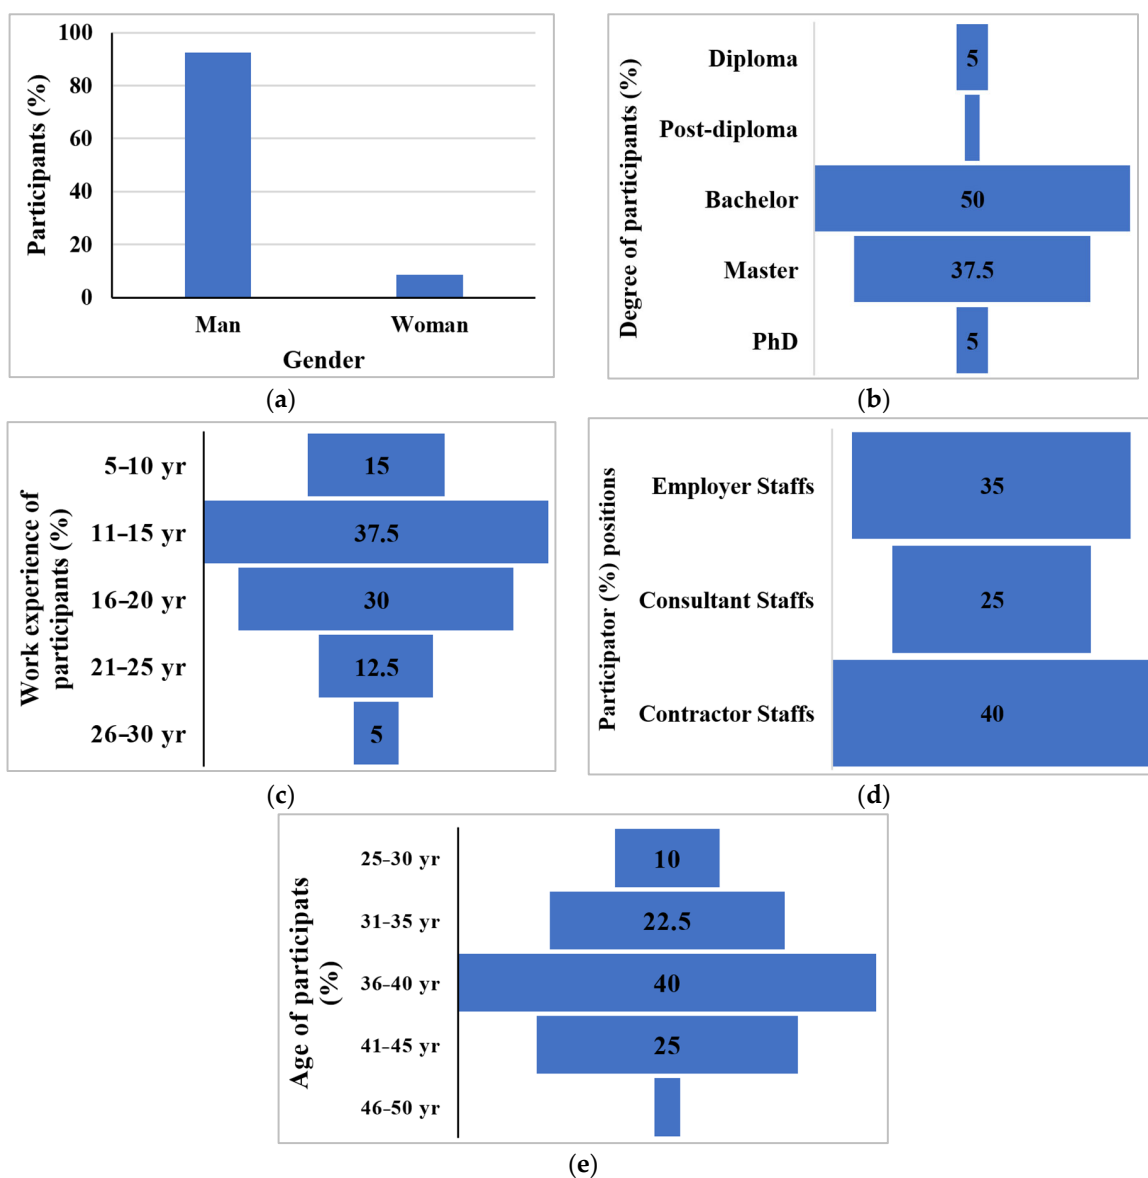 100
80
60
40
20
0
Participants (%)
Man
Woman
Gender
(a)
Degree of participants (%)
Diploma
5
Post-diploma
Bachelor
50
Master
37.5
PhD
5
(b)
Work experience of
participants (%)
5-10 yr
15
11-15 yr
37.5
16-20 yr
30
21-25 yr
12.5
26-30 yr
5
(c)
Participator (%) positions
Employer Staffs
35
Consultant Staffs
25
Contractor Staffs
40
(d)
Age of participats
(%)
25-30 yr
10
31-35 yr
22.5
36-40 yr
40
41-45 yr
25
46-50 yr
(e)